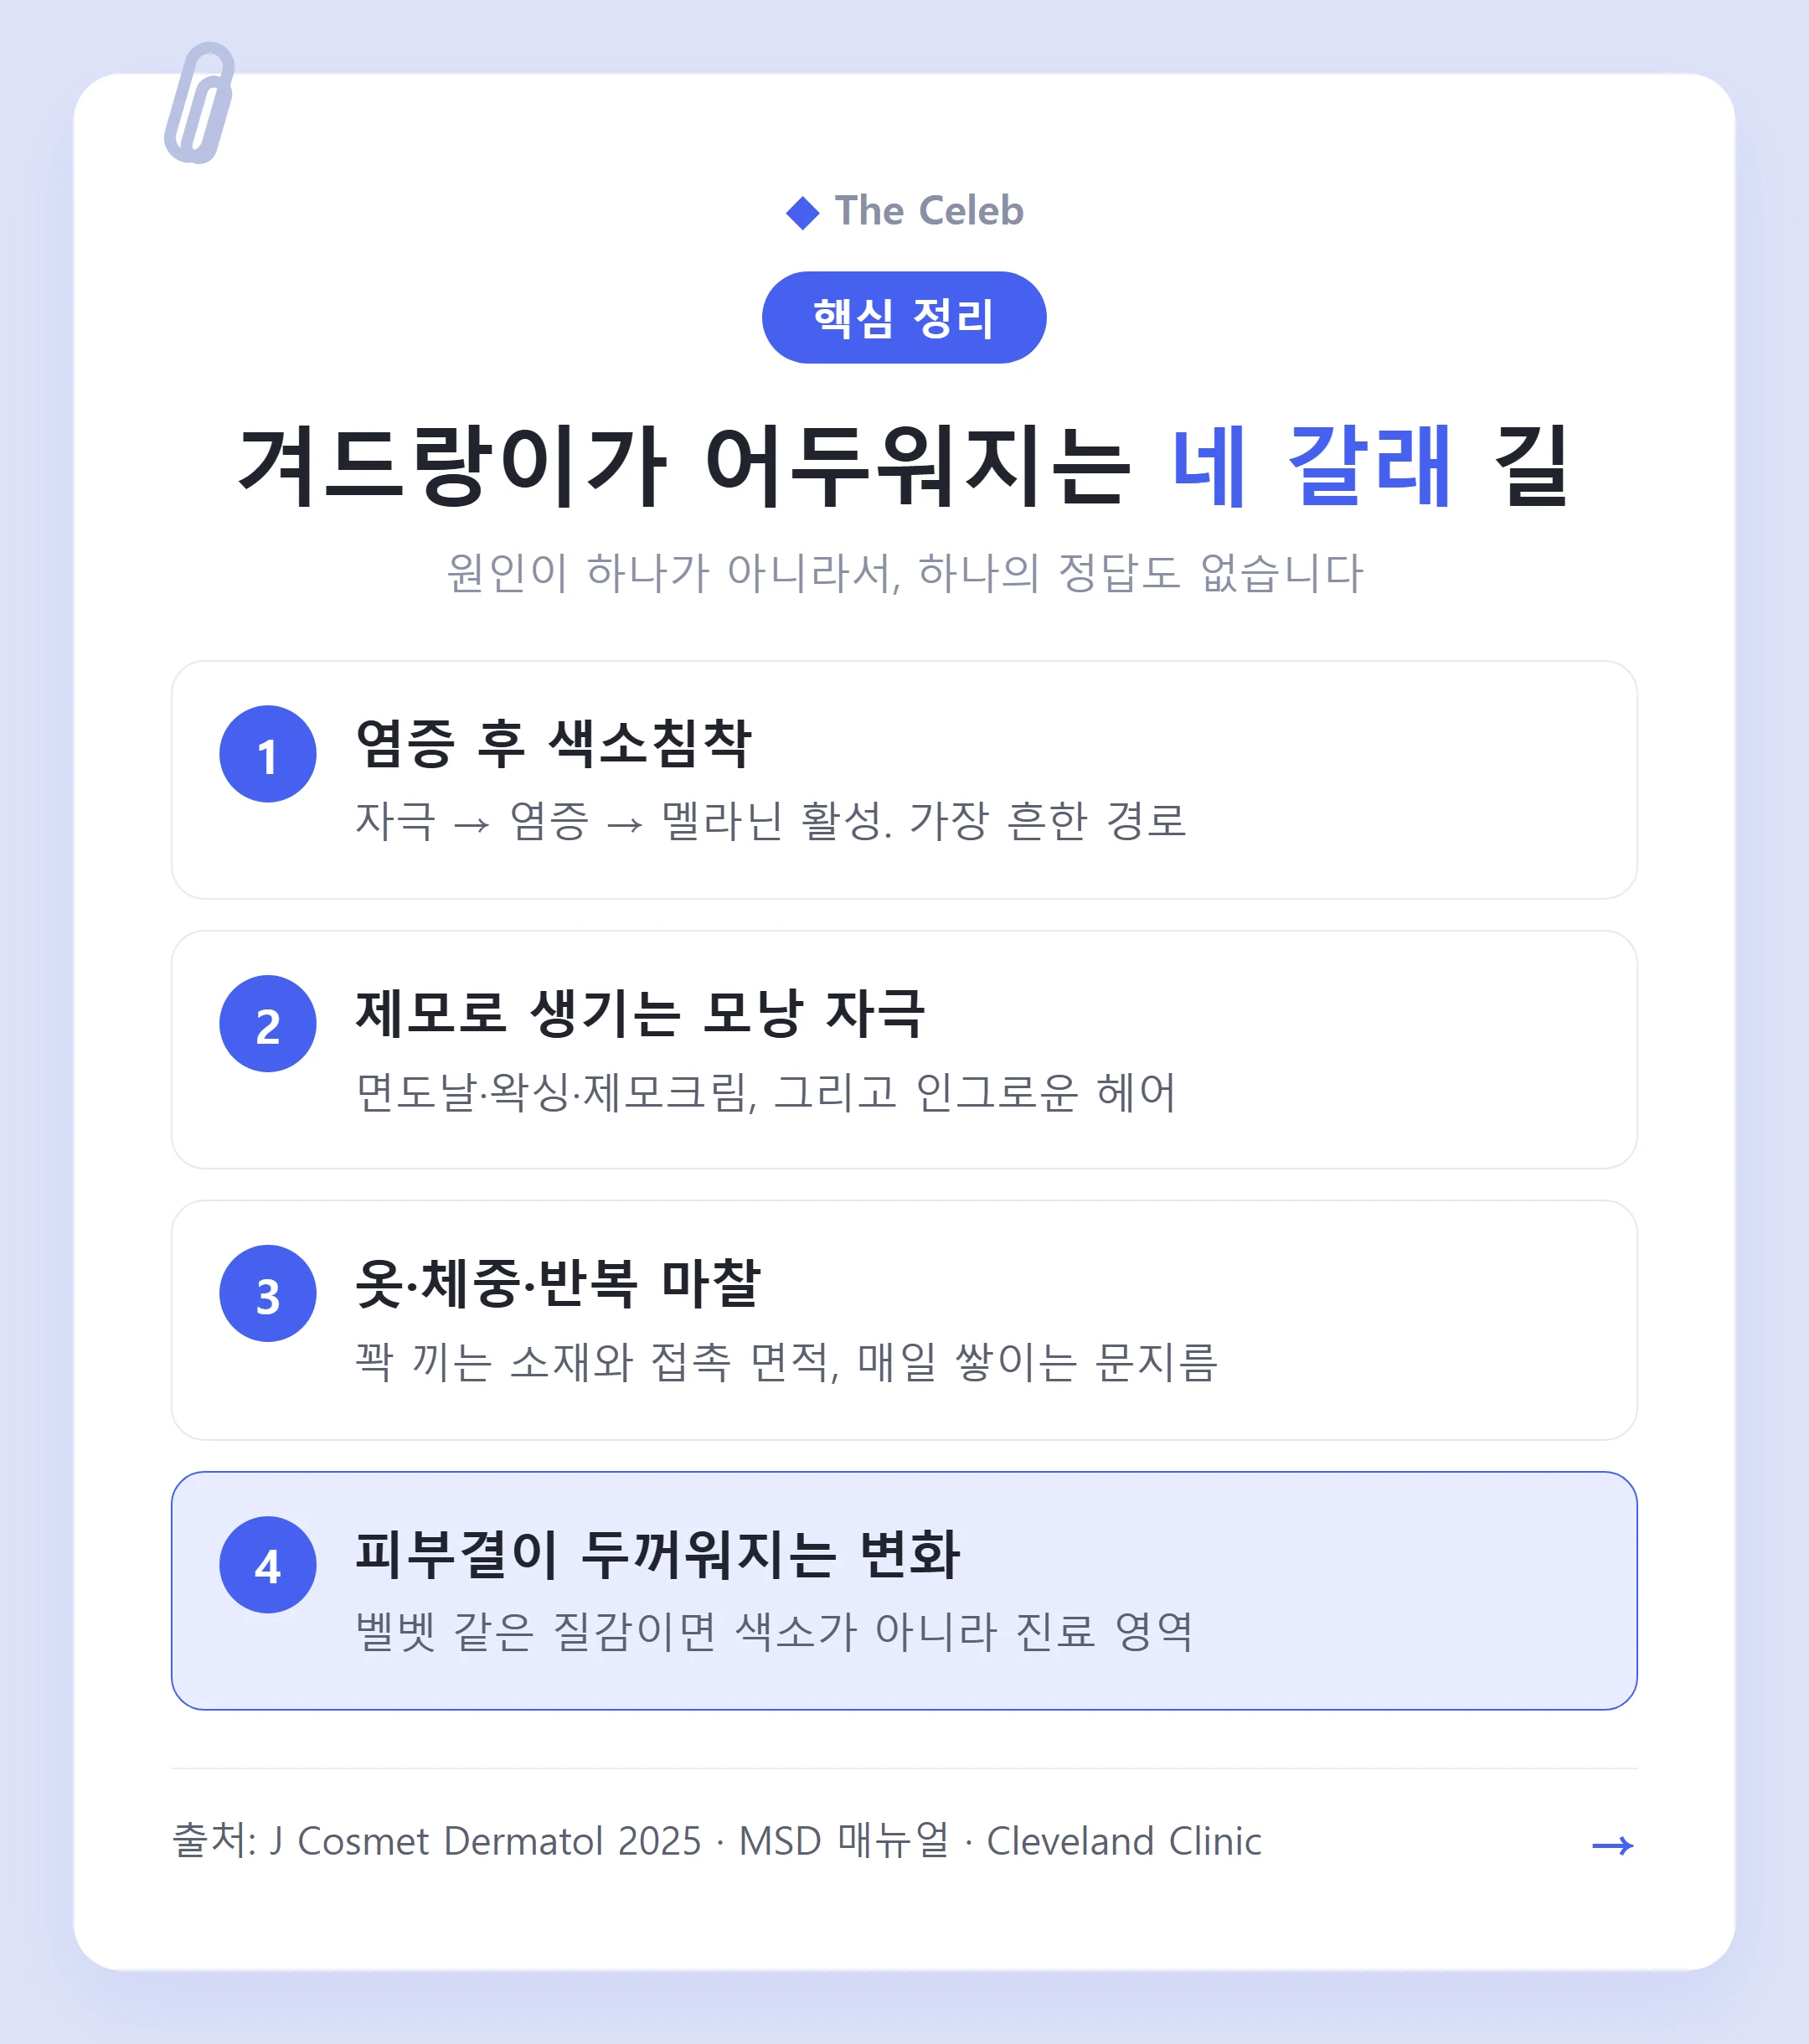 ◆ The Celeb
핵심 정리
겨드랑이가 어두워지는 네 갈래 길
원인이 하나가 아니라서, 하나의 정답도 없습니다
1
염증 후 색소침착
자극 → 염증 → 멜라닌 활성. 가장 흔한 경로
2
제모로 생기는 모낭 자극
면도날·왁싱·제모크림, 그리고 인그로운 헤어
3
옷·체중·반복 마찰
꽉 끼는 소재와 접촉 면적, 매일 쌓이는 문지름
4
피부결이 두꺼워지는 변화
벨벳 같은 질감이면 색소가 아니라 진료 영역
출처: J Cosmet Dermatol 2025 · MSD 매뉴얼 · Cleveland Clinic →